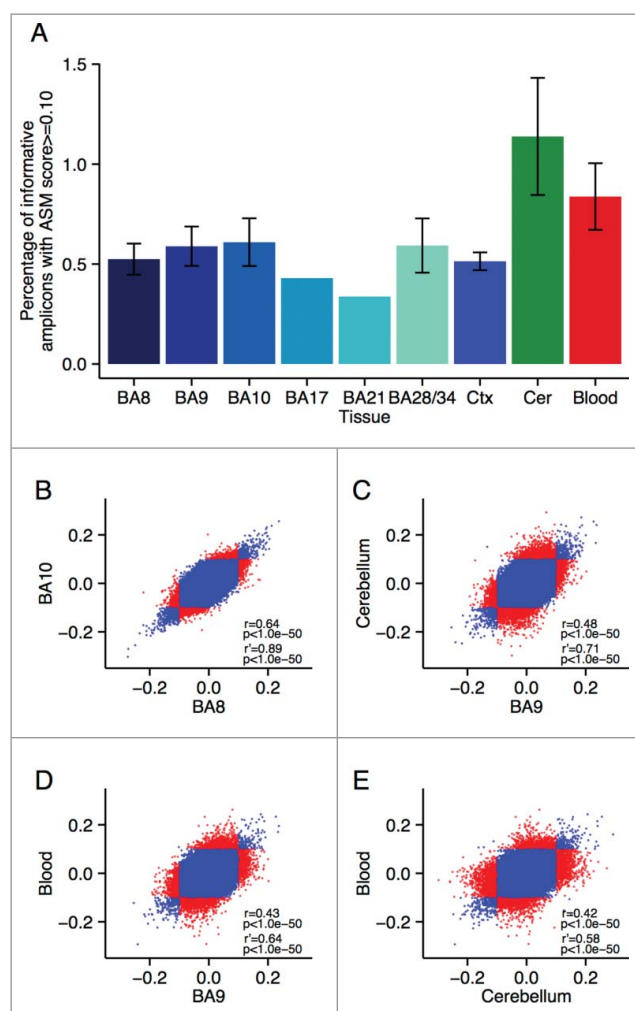 A
Percentage of informative
amplicons with ASM score>=0.10
1.5
1.0
0.5
0.0
BA8 BA9 BA10 BA17 BA21 BA28/34 Ctx Cer Blood
Tissue
B
BA10
0.2
0.0
−0.2
r=0.64
p<1.0e−50
r'=0.89
p<1.0e−50
−0.2 0.0 0.2
BA8
C
Cerebellum
0.2
0.0
−0.2
r=0.48
p<1.0e−50
r'=0.71
p<1.0e−50
−0.2 0.0 0.2
BA9
D
Blood
0.2
0.0
−0.2
r=0.43
p<1.0e−50
r'=0.64
p<1.0e−50
−0.2 0.0 0.2
BA9
E
Blood
0.2
0.0
−0.2
r=0.42
p<1.0e−50
r'=0.58
p<1.0e−50
−0.2 0.0 0.2
Cerebellum